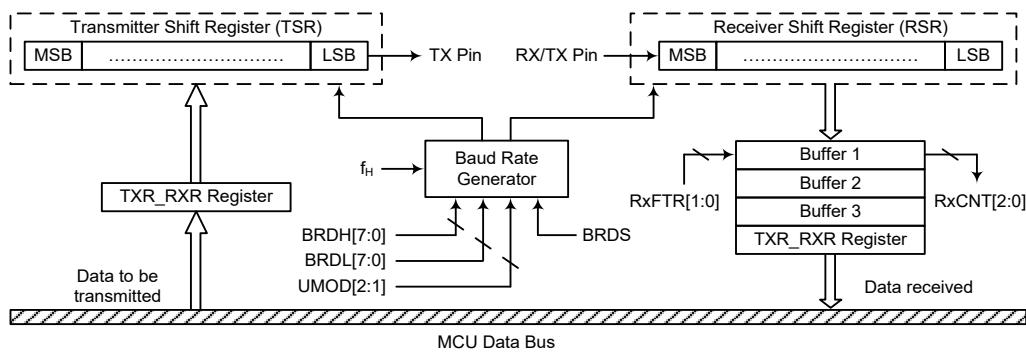 Transmitter Shift Register (TSR)
MSB ………………………… LSB
TX Pin
RX/TX Pin
Receiver Shift Register (RSR)
MSB ………………………… LSB
fH
Baud Rate
Generator
TXR_RXR Register
Buffer 1
Buffer 2
Buffer 3
TXR_RXR Register
RxFTR[1:0]
RxCNT[2:0]
BRDH[7:0]
BRDL[7:0]
UMOD[2:1]
BRDS
Data to be
transmitted
Data received
MCU Data Bus